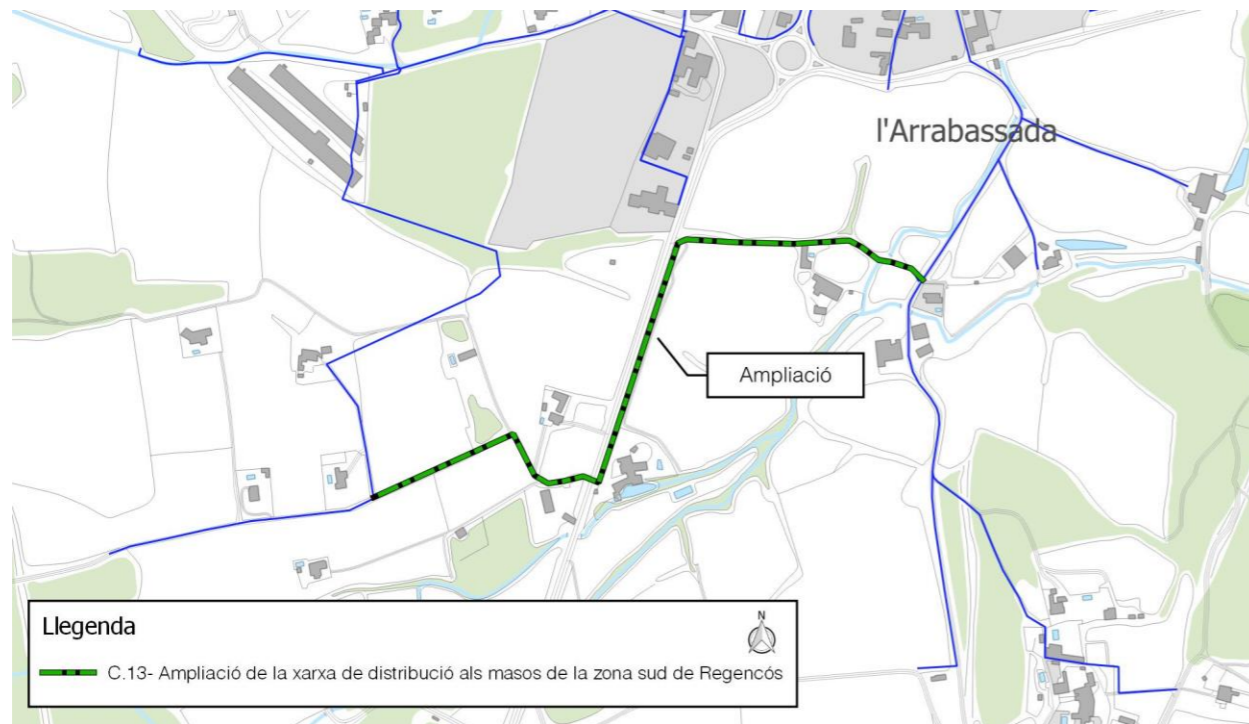 l'Arrabassada
Ampliació
Llegenda
N
C.13- Ampliació de la xarxa de distribució als masos de la zona sud de Regencós